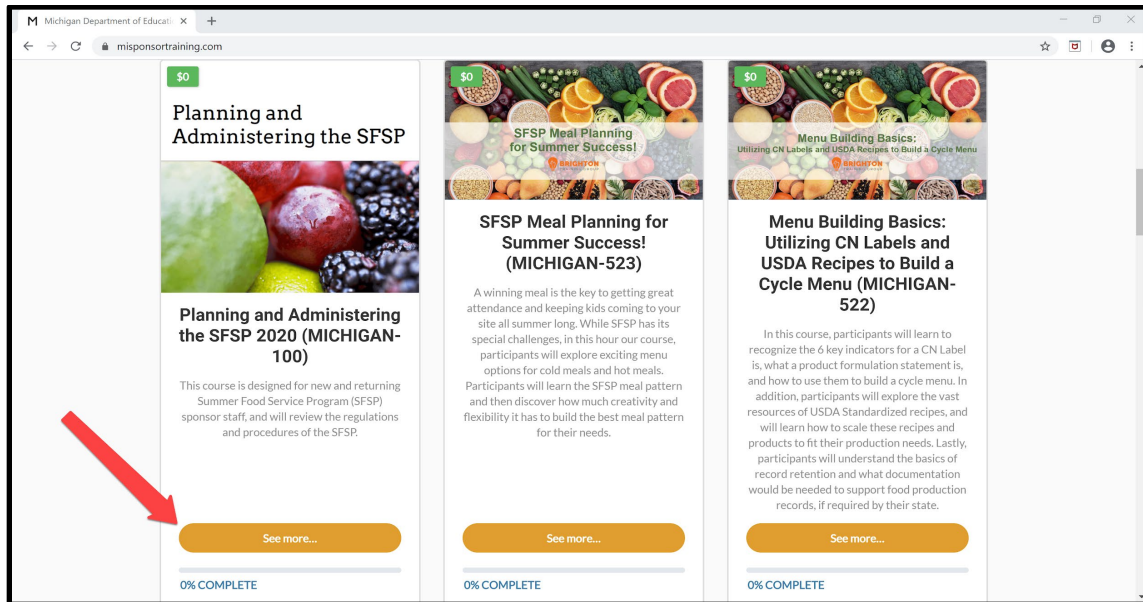 M Michigan Department of Educati
misponsortraining.com
$0
Planning and
Administering the SFSP
Planning and Administering
the SFSP 2020 (MICHIGAN-
100)
This course is designed for new and returning
Summer Food Service Program (SFSP)
sponsor staff, and will review the regulations
and procedures of the SFSP.
See more...
0% COMPLETE
$0
SFSP Meal Planning
for Summer Success!
BRIGHTON
SFSP Meal Planning for
Summer Success!
(MICHIGAN-523)
A winning meal is the key to getting great
attendance and keeping kids coming to your
site all summer long. While SFSP has its
special challenges, in this hour our course,
participants will explore exciting menu
options for cold meals and hot meals.
Participants will learn the SFSP meal pattern
and then discover how much creativity and
flexibility it has to build the best meal pattern
for their needs.
See more...
0% COMPLETE
$0
Menu Building Basics:
Utilizing CN Labels and USDA Recipes to Build a Cycle Menu
BRIGHTON
Menu Building Basics:
Utilizing CN Labels and
USDA Recipes to Build a
Cycle Menu (MICHIGAN-
522)
In this course, participants will learn to
recognize the 6 key indicators for a CN Label
is, what a product formulation statement is,
and how to use them to build a cycle menu. In
addition, participants will explore the vast
resources of USDA Standardized recipes, and
will learn how to scale these recipes and
products to fit their production needs. Lastly,
participants will understand the basics of
record retention and what documentation
would be needed to support food production
records, if required by their state.
See more...
0% COMPLETE